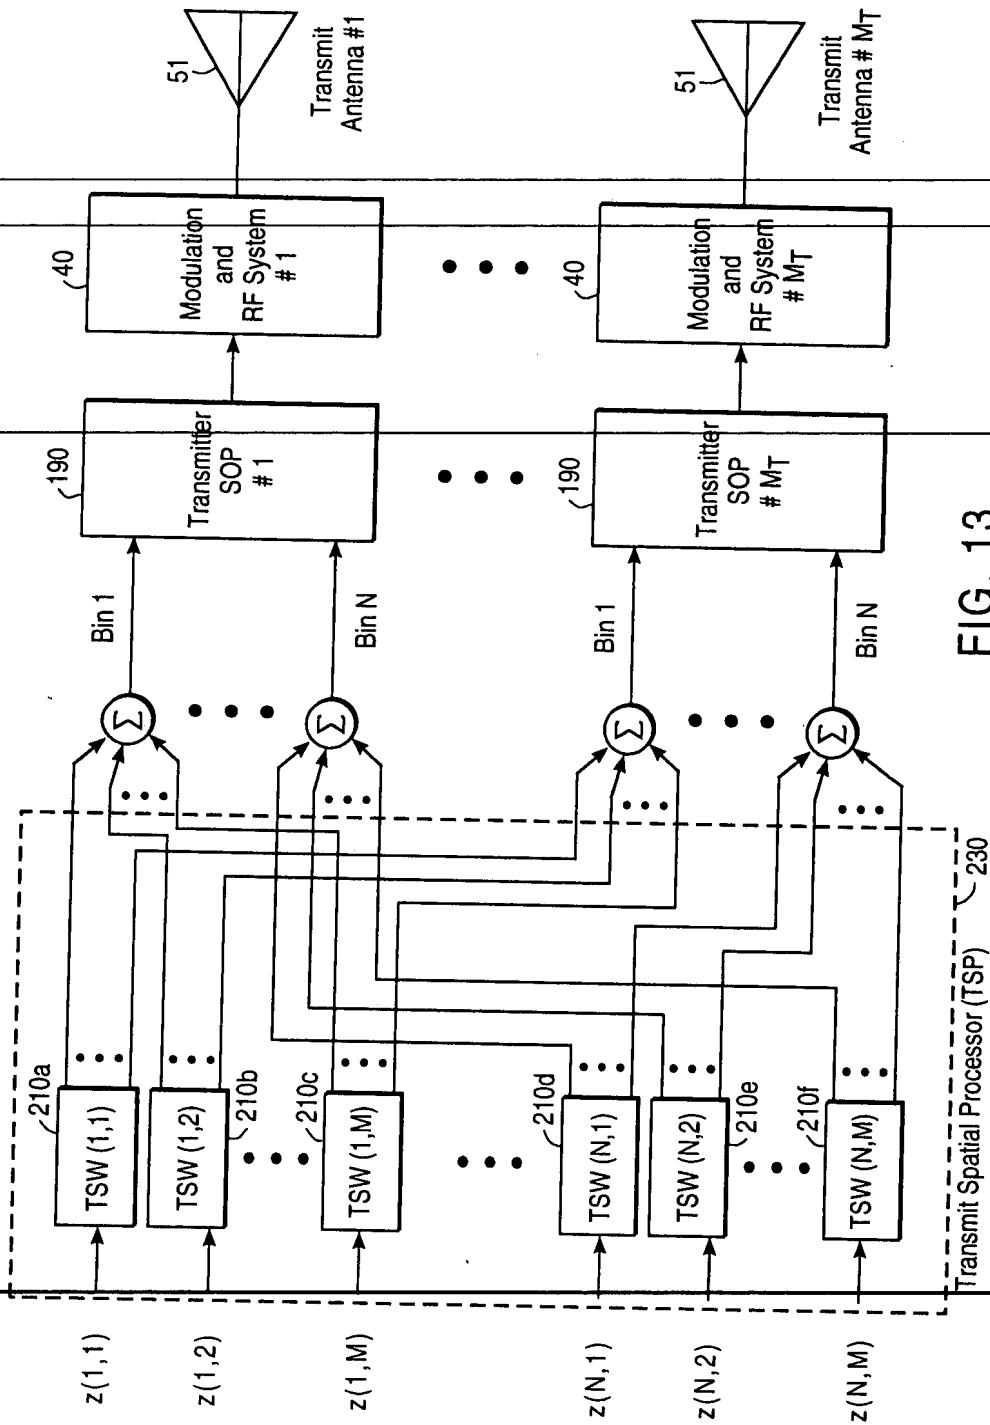 z(1,1)
z(1,2)
z(1,M)
z(N,1)
z(N,2)
z(N,M)
210a
TSW (1,1)
TSW (1,2)
210b
210c
TSW (1,M)
210d
TSW (N,1)
TSW (N,2)
210e
210f
TSW (N,M)
Transmit Spatial Processor (TSP)
230
Σ
Bin 1
Σ
Bin N
Σ
Bin 1
Σ
Bin N
190
Transmitter
SOP
# 1
190
Transmitter
SOP
# MT
40
Modulation
and
RF System
# 1
40
Modulation
and
RF System
# MT
51
Transmit
Antenna #1
51
Transmit
Antenna # MT
FIG. 13